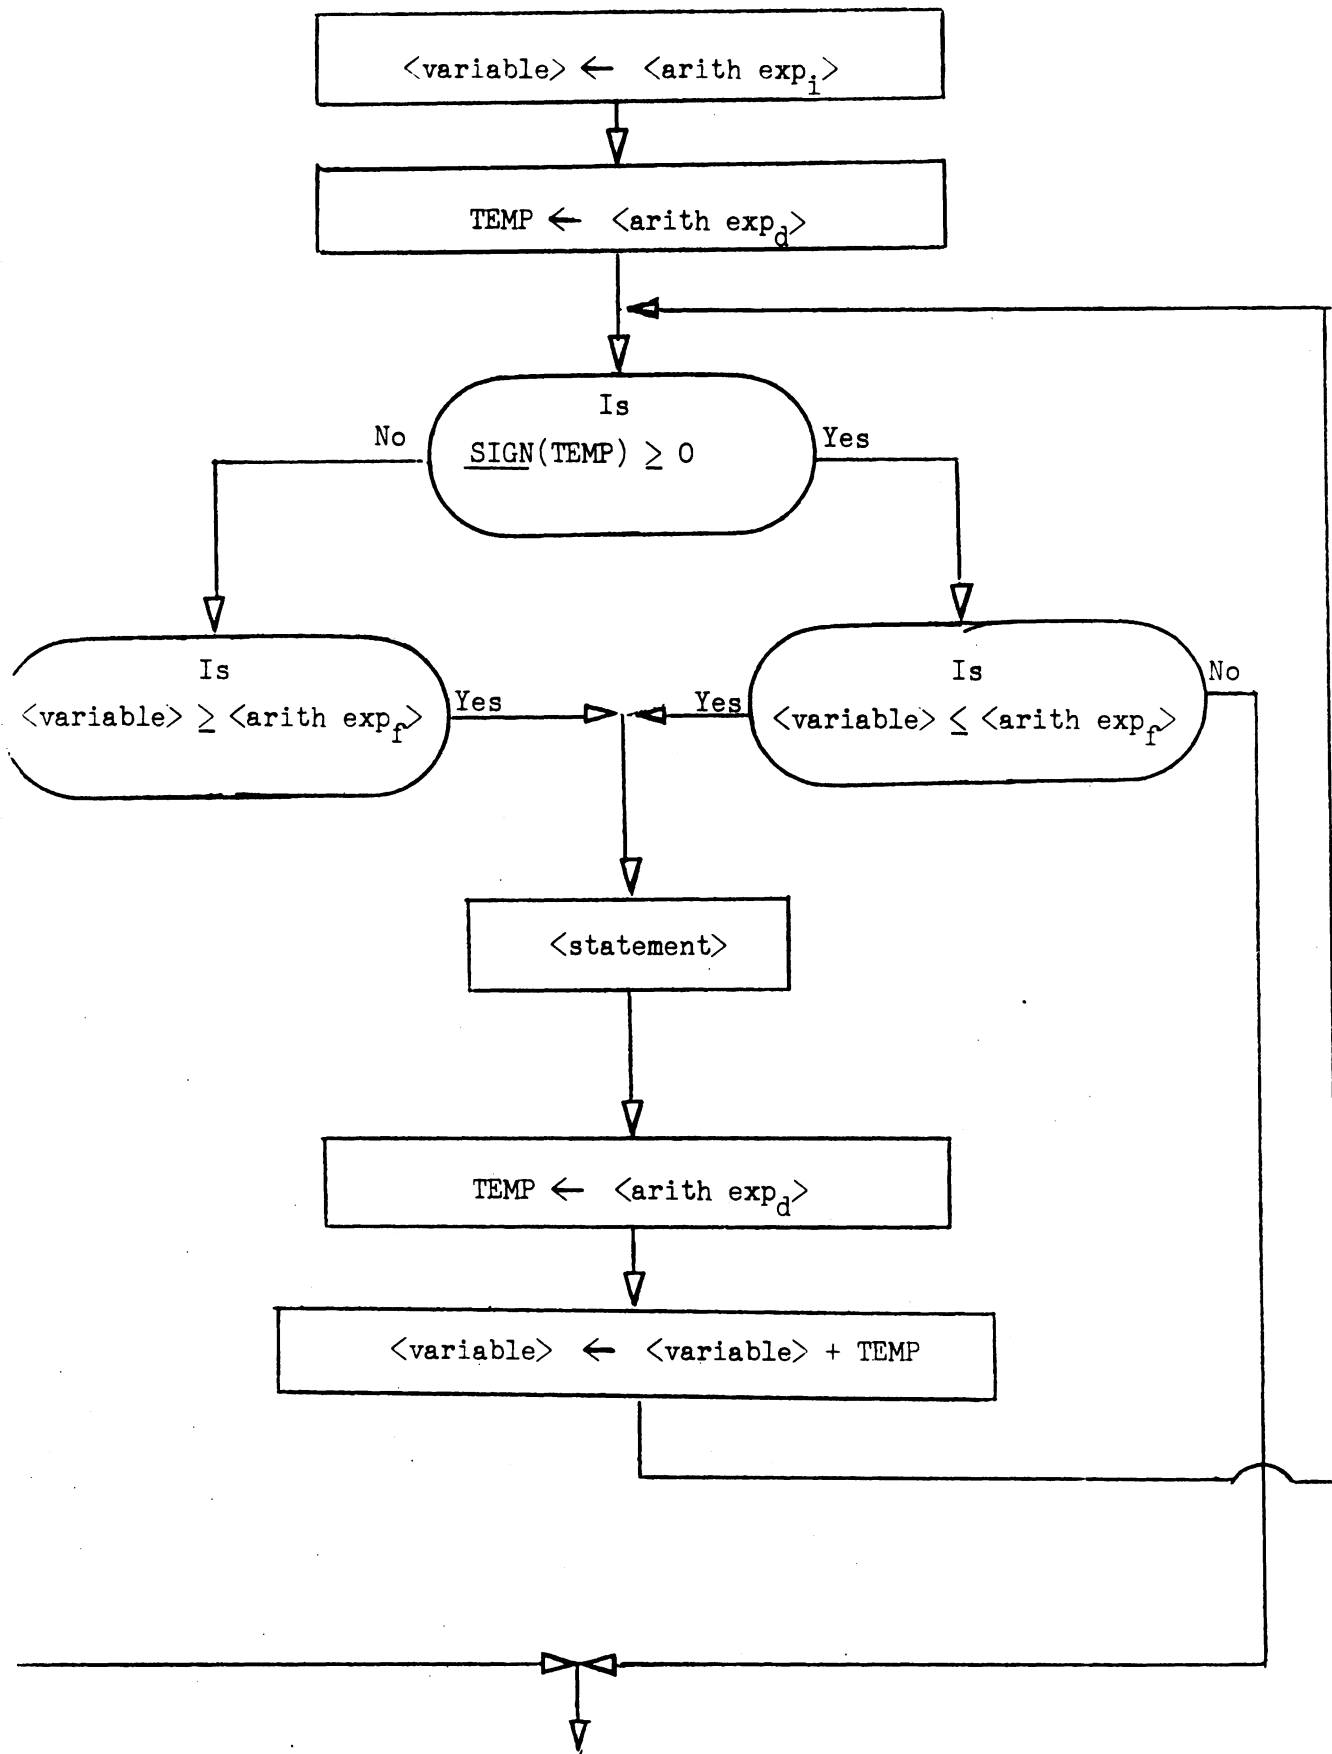 <variable> ← <arith expᵢ>
TEMP ← <arith exp_d>
Is
SIGN(TEMP) ≥ 0
No
Yes
Is
<variable> ≥ <arith exp_f>
Yes
Yes
Is
<variable> ≤ <arith exp_f>
No
<statement>
TEMP ← <arith exp_d>
<variable> ← <variable> + TEMP